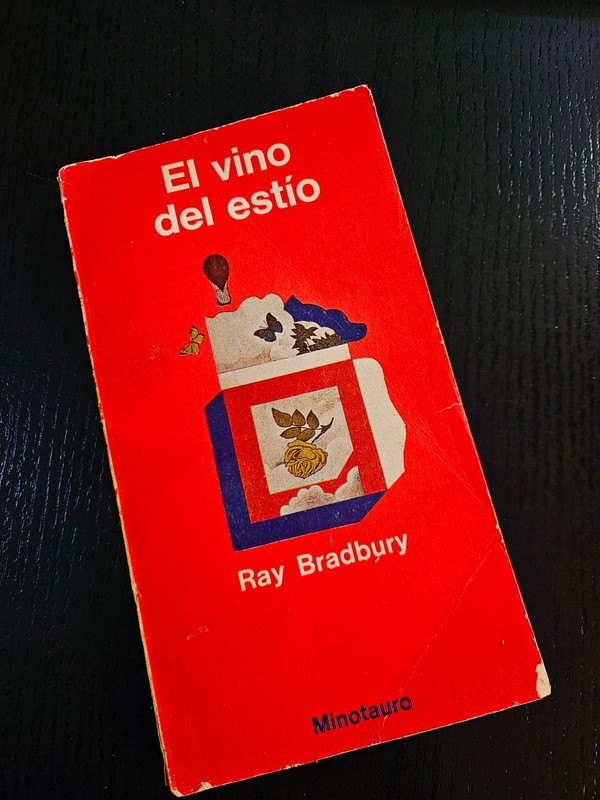 El vino
del estío
Ray Bradbury
Minotauro